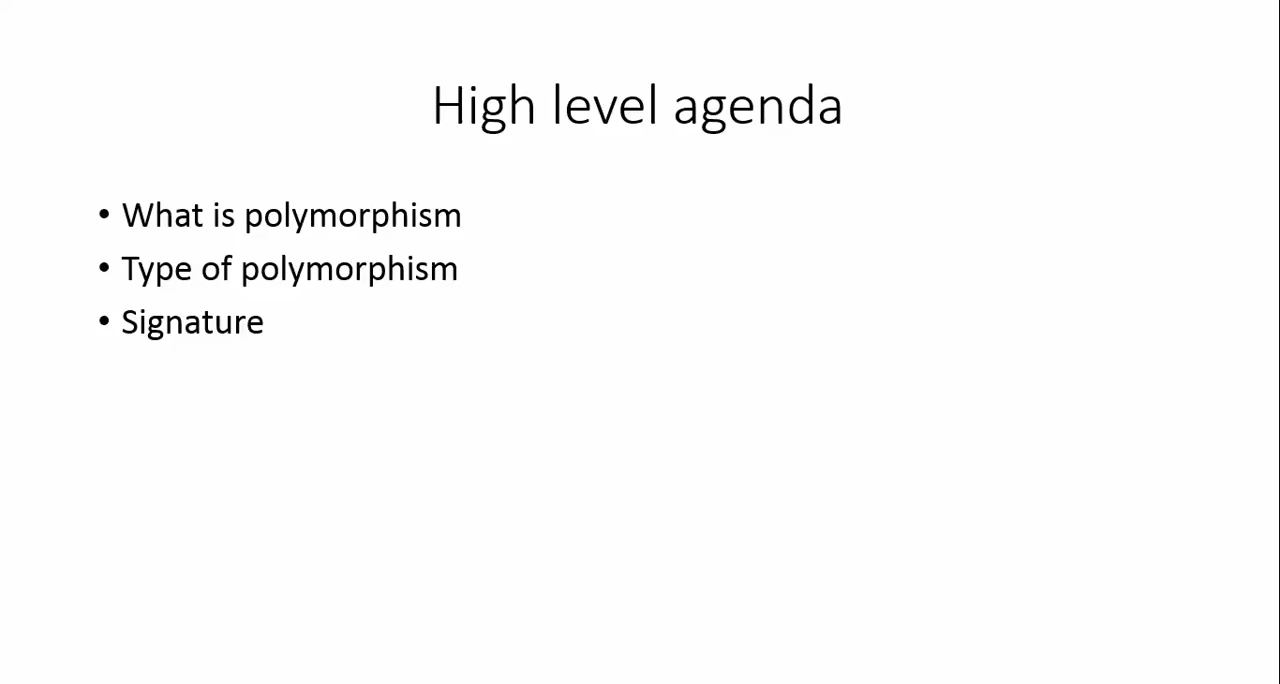 High level agenda
• What is polymorphism
• Type of polymorphism
• Signature